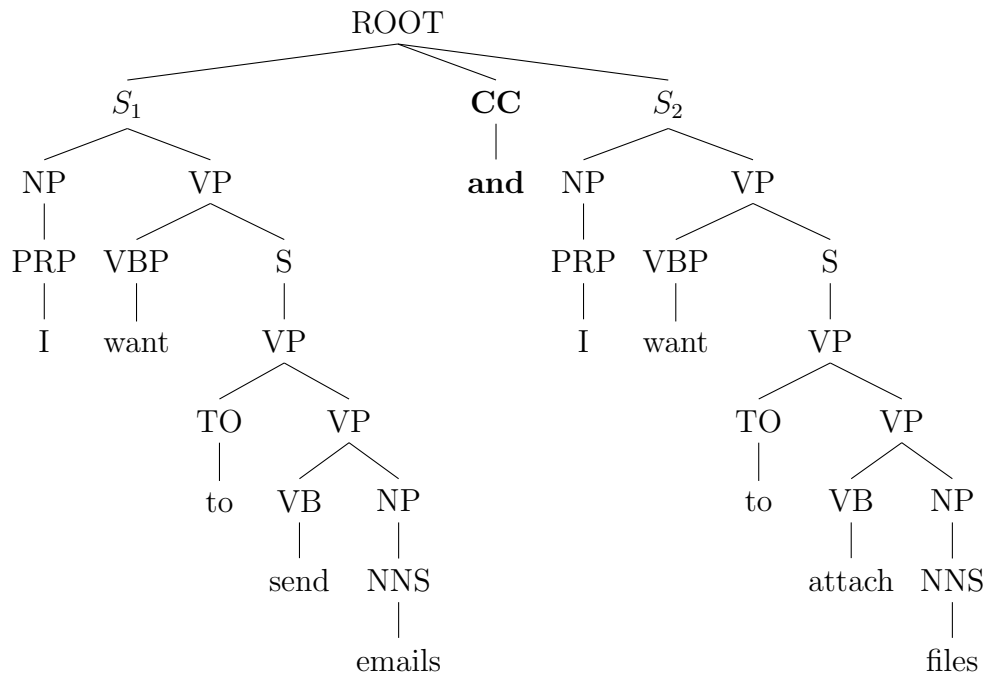 ROOT
S₁ CC S₂
NP VP and NP VP
PRP VBP S PRP VBP S
I want VP I want VP
TO VP TO VP
to VB NP to VB NP
send NNS attach NNS
emails files